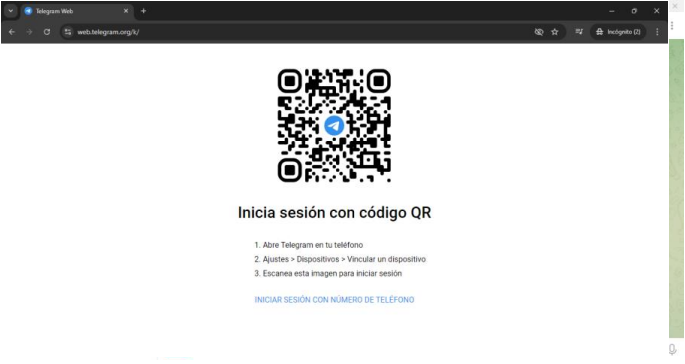 Telegram Web
web.telegram.org/k/
Incógnito (2)
Inicia sesión con código QR
1. Abre Telegram en tu teléfono
2. Ajustes > Dispositivos > Vincular un dispositivo
3. Escanea esta imagen para iniciar sesión
INICIAR SESIÓN CON NÚMERO DE TELÉFONO